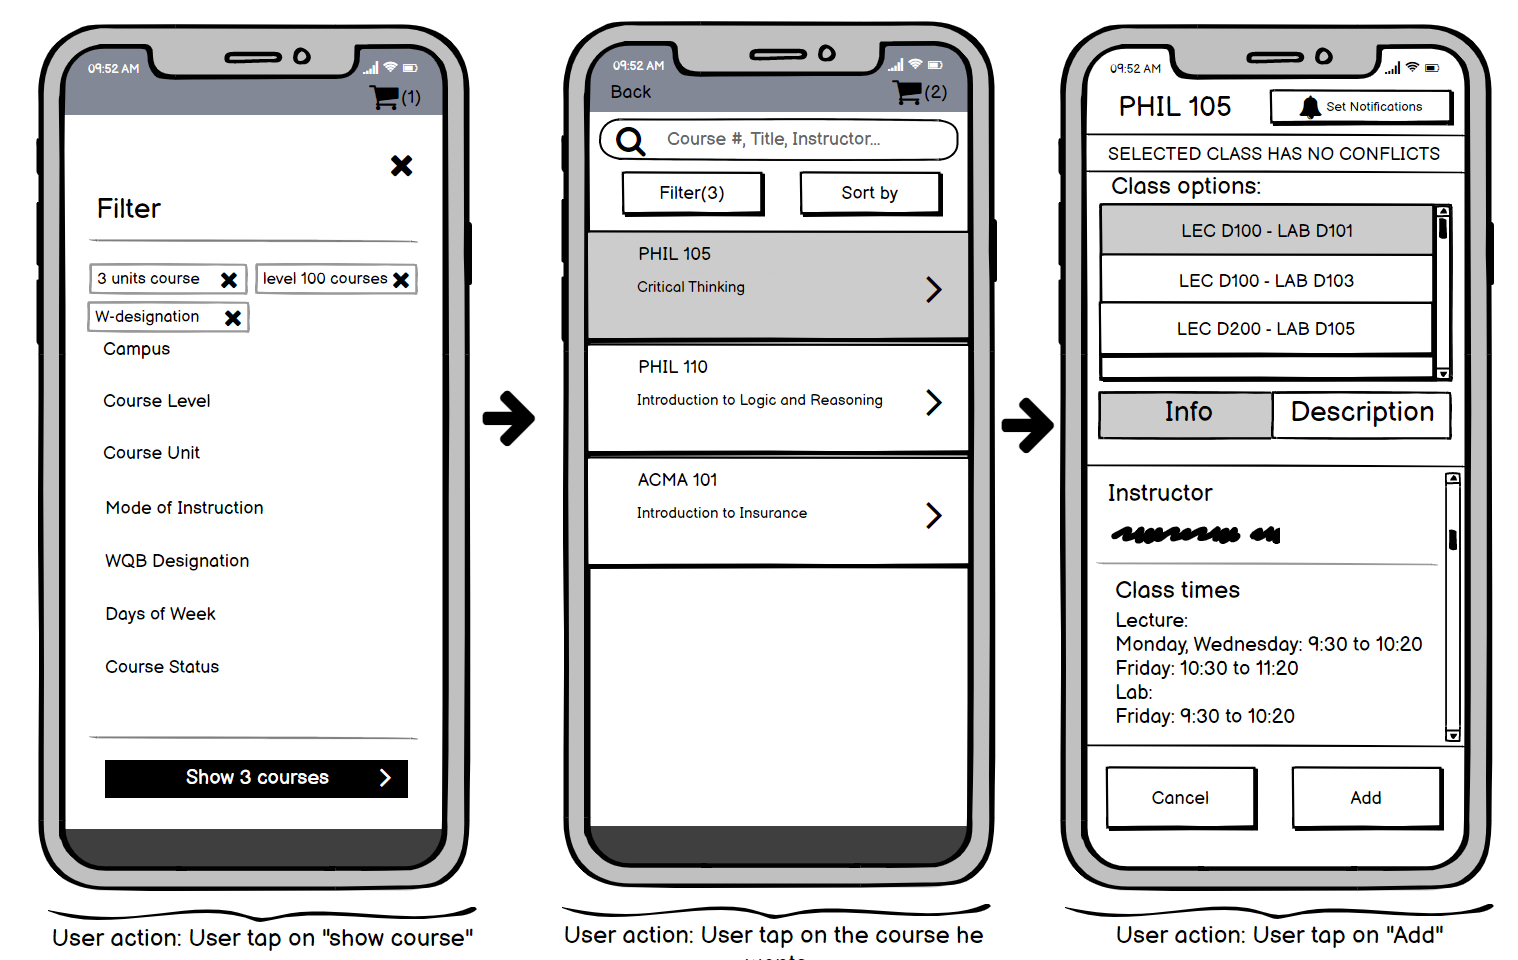 09:52 AM
(1)
Filter
3 units course
level 100 courses
W-designation
Campus
Course Level
Course Unit
Mode of Instruction
WQB Designation
Days of Week
Course Status
Show 3 courses
User action: User tap on "show course"
09:52 AM
Back
(2)
Course #, Title, Instructor...
Filter(3)
Sort by
PHIL 105
Critical Thinking
PHIL 110
Introduction to Logic and Reasoning
ACMA 101
Introduction to Insurance
User action: User tap on the course he
09:52 AM
PHIL 105
Set Notifications
SELECTED CLASS HAS NO CONFLICTS
Class options:
LEC D100 - LAB D101
LEC D100 - LAB D103
LEC D200 - LAB D105
Info
Description
Instructor
Class times
Lecture:
Monday, Wednesday: 9:30 to 10:20
Friday: 10:30 to 11:20
Lab:
Friday: 9:30 to 10:20
Cancel
Add
User action: User tap on "Add"